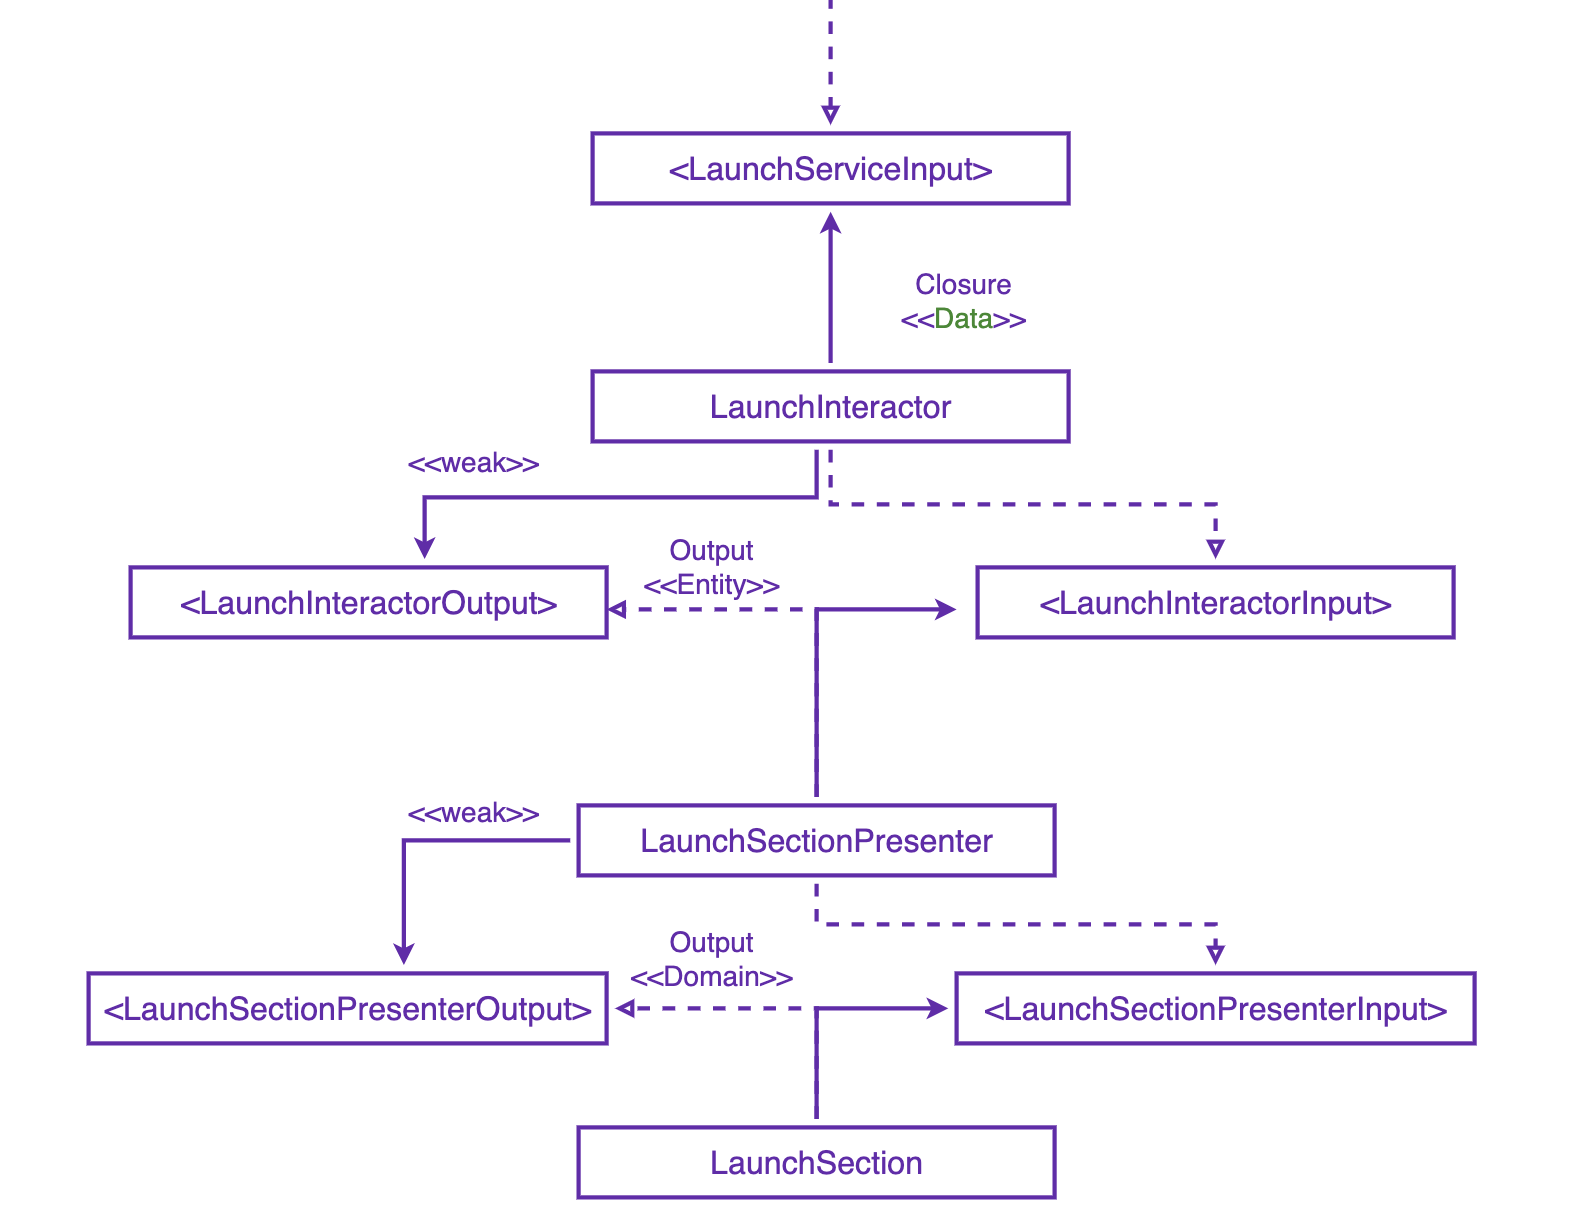 <LaunchServiceInput>
Closure
<<Data>>
LaunchInteractor
<<weak>>
Output
<<Entity>>
<LaunchInteractorOutput>
<LaunchInteractorInput>
<<weak>>
LaunchSectionPresenter
Output
<<Domain>>
<LaunchSectionPresenterOutput>
<LaunchSectionPresenterInput>
LaunchSection